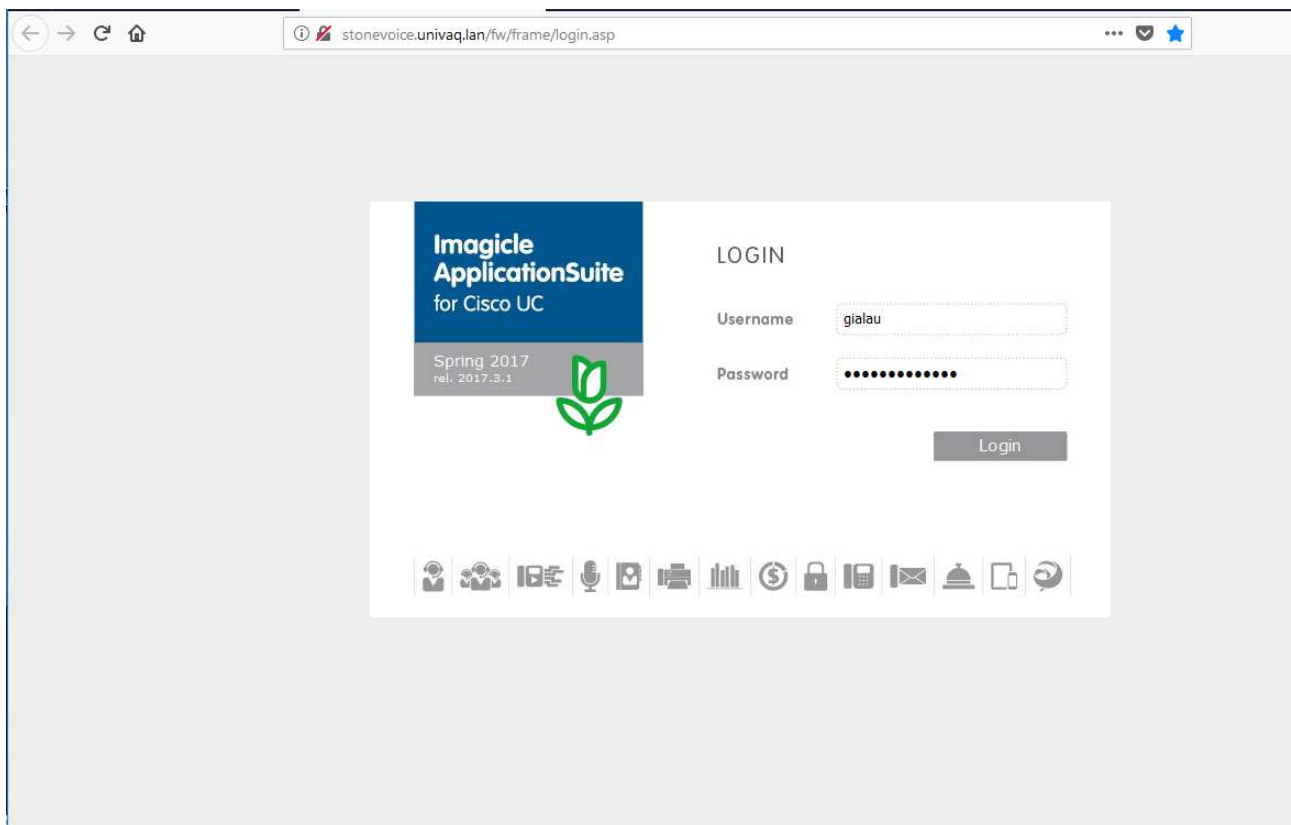 stonevoice.univaq.lan/fw/frame/login.asp
Imagicle
ApplicationSuite
for Cisco UC
Spring 2017
rel. 2017.3.1
LOGIN
Username gialau
Password •••••••••••••
Login